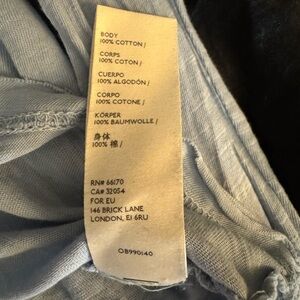 BODY
100% COTTON /
CORPS
100% COTON /
CUERPO
100% ALGODÓN /
CORPO
100% COTONE /
KÖRPER
100% BAUMWOLLE /
身体
100% 棉 /
RN# 66170
CA# 32054
FOR EU
146 BRICK LANE
LONDON, E1 6RU
OB990140